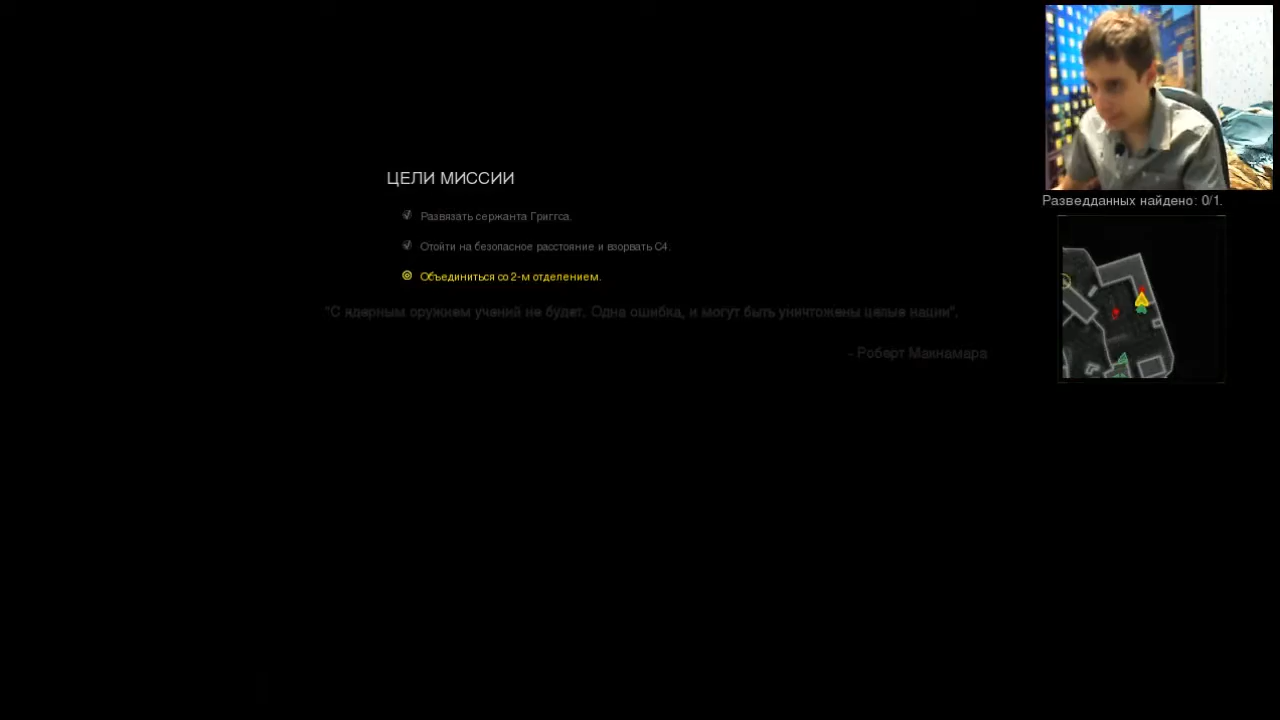 ЦЕЛИ МИССИИ
Развязать сержанта Григгса.
Отойти на безопасное расстояние и взорвать С4.
Объединиться со 2-м отделением.
"С ядерным оружием учений не будет. Одна ошибка, и могут быть уничтожены целые нации".
- Роберт Макнамара
Разведданных найдено: 0/1.